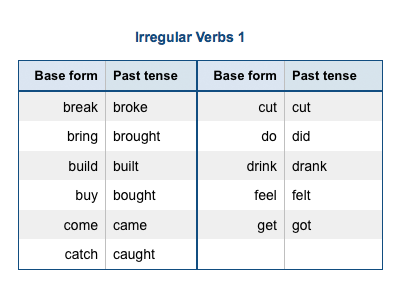 Irregular Verbs 1
Base form Past tense Base form Past tense
break broke cut cut
bring brought do did
build built drink drank
buy bought feel felt
come came get got
catch caught